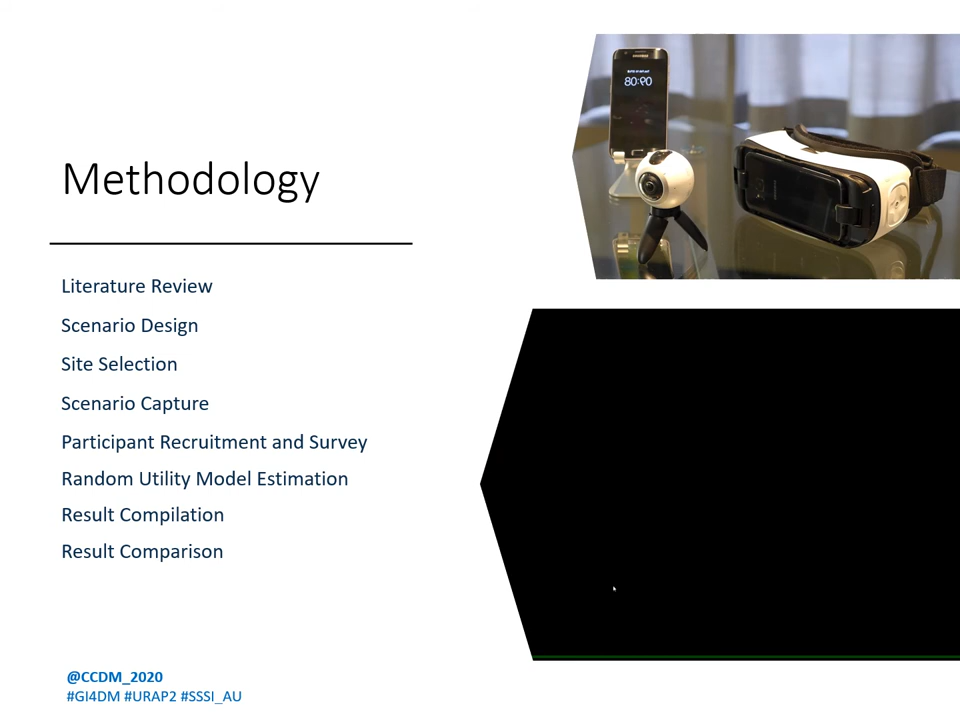 Methodology
Literature Review
Scenario Design
Site Selection
Scenario Capture
Participant Recruitment and Survey
Random Utility Model Estimation
Result Compilation
Result Comparison
@CCDM_2020
#GI4DM #URAP2 #SSSI_AU